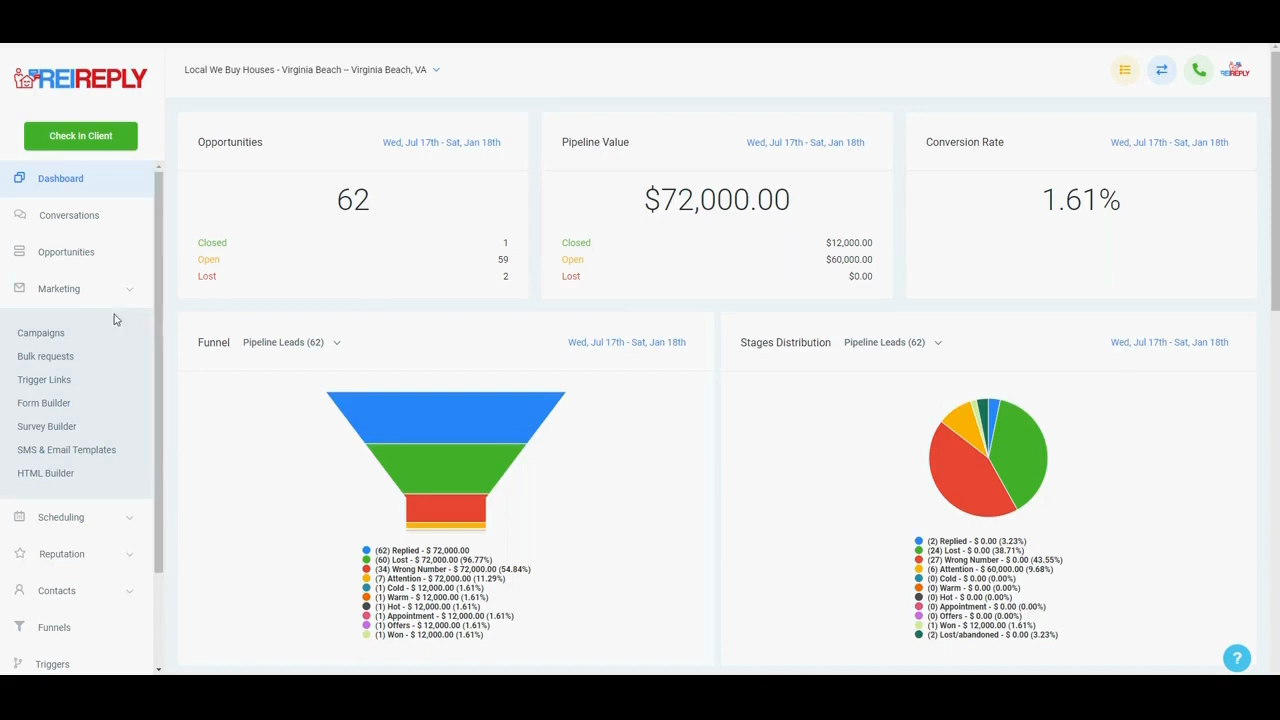 REIREPLY
Local We Buy Houses - Virginia Beach -- Virginia Beach, VA
REIREPLY
Check In Client
Dashboard
Conversations
Opportunities
Marketing
Campaigns
Bulk requests
Trigger Links
Form Builder
Survey Builder
SMS & Email Templates
HTML Builder
Scheduling
Reputation
Contacts
Funnels
Triggers
Opportunities Wed, Jul 17th - Sat, Jan 18th
62
Closed 1
Open 59
Lost 2
Pipeline Value Wed, Jul 17th - Sat, Jan 18th
$72,000.00
Closed $12,000.00
Open $60,000.00
Lost $0.00
Conversion Rate Wed, Jul 17th - Sat, Jan 18th
1.61%
Funnel Pipeline Leads (62) Wed, Jul 17th - Sat, Jan 18th
(62) Replied - $ 72,000.00
(60) Lost - $ 72,000.00 (96.77%)
(34) Wrong Number - $ 72,000.00 (54.84%)
(7) Attention - $ 72,000.00 (11.29%)
(1) Cold - $ 12,000.00 (1.61%)
(1) Warm - $ 12,000.00 (1.61%)
(1) Hot - $ 12,000.00 (1.61%)
(1) Appointment - $ 12,000.00 (1.61%)
(1) Offers - $ 12,000.00 (1.61%)
(1) Won - $ 12,000.00 (1.61%)
Stages Distribution Pipeline Leads (62) Wed, Jul 17th - Sat, Jan 18th
(2) Replied - $ 0.00 (3.23%)
(24) Lost - $ 0.00 (38.71%)
(27) Wrong Number - $ 0.00 (43.55%)
(6) Attention - $ 60,000.00 (9.68%)
(0) Cold - $ 0.00 (0.00%)
(0) Warm - $ 0.00 (0.00%)
(0) Hot - $ 0.00 (0.00%)
(0) Appointment - $ 0.00 (0.00%)
(0) Offers - $ 0.00 (0.00%)
(1) Won - $ 12,000.00 (1.61%)
(2) Lost/abandoned - $ 0.00 (3.23%)
?